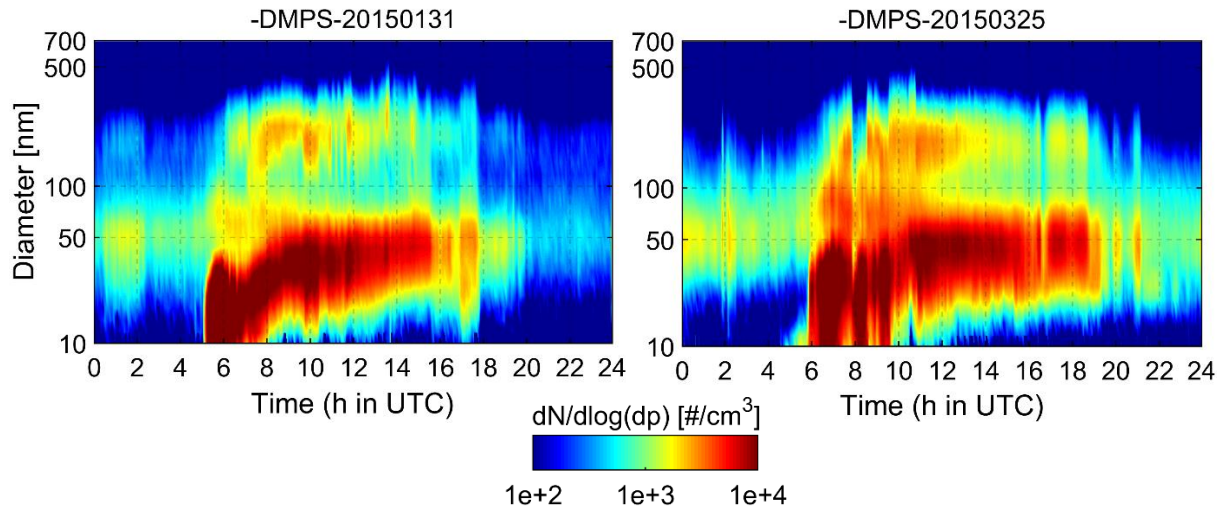 -DMPS-20150131
-DMPS-20150325
700
500
100
50
10
Diameter [nm]
0 2 4 6 8 10 12 14 16 18 20 22 24
Time (h in UTC)
700
500
100
50
10
0 2 4 6 8 10 12 14 16 18 20 22 24
Time (h in UTC)
dN/dlog(dp) [#/cm³]
1e+2 1e+3 1e+4